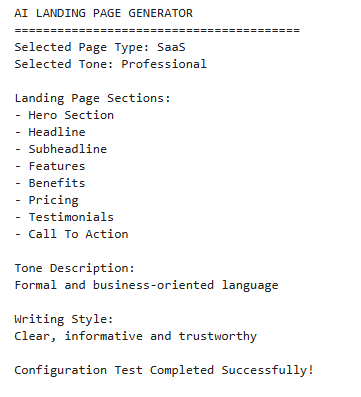 AI LANDING PAGE GENERATOR
========================================
Selected Page Type: SaaS
Selected Tone: Professional
Landing Page Sections:
- Hero Section
- Headline
- Subheadline
- Features
- Benefits
- Pricing
- Testimonials
- Call To Action
Tone Description:
Formal and business-oriented language
Writing Style:
Clear, informative and trustworthy
Configuration Test Completed Successfully!